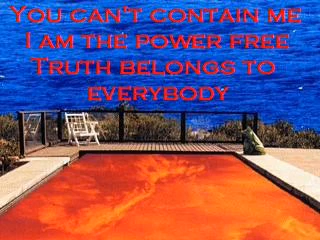 You can't contain me
I am the power free
Truth belongs to
everybody